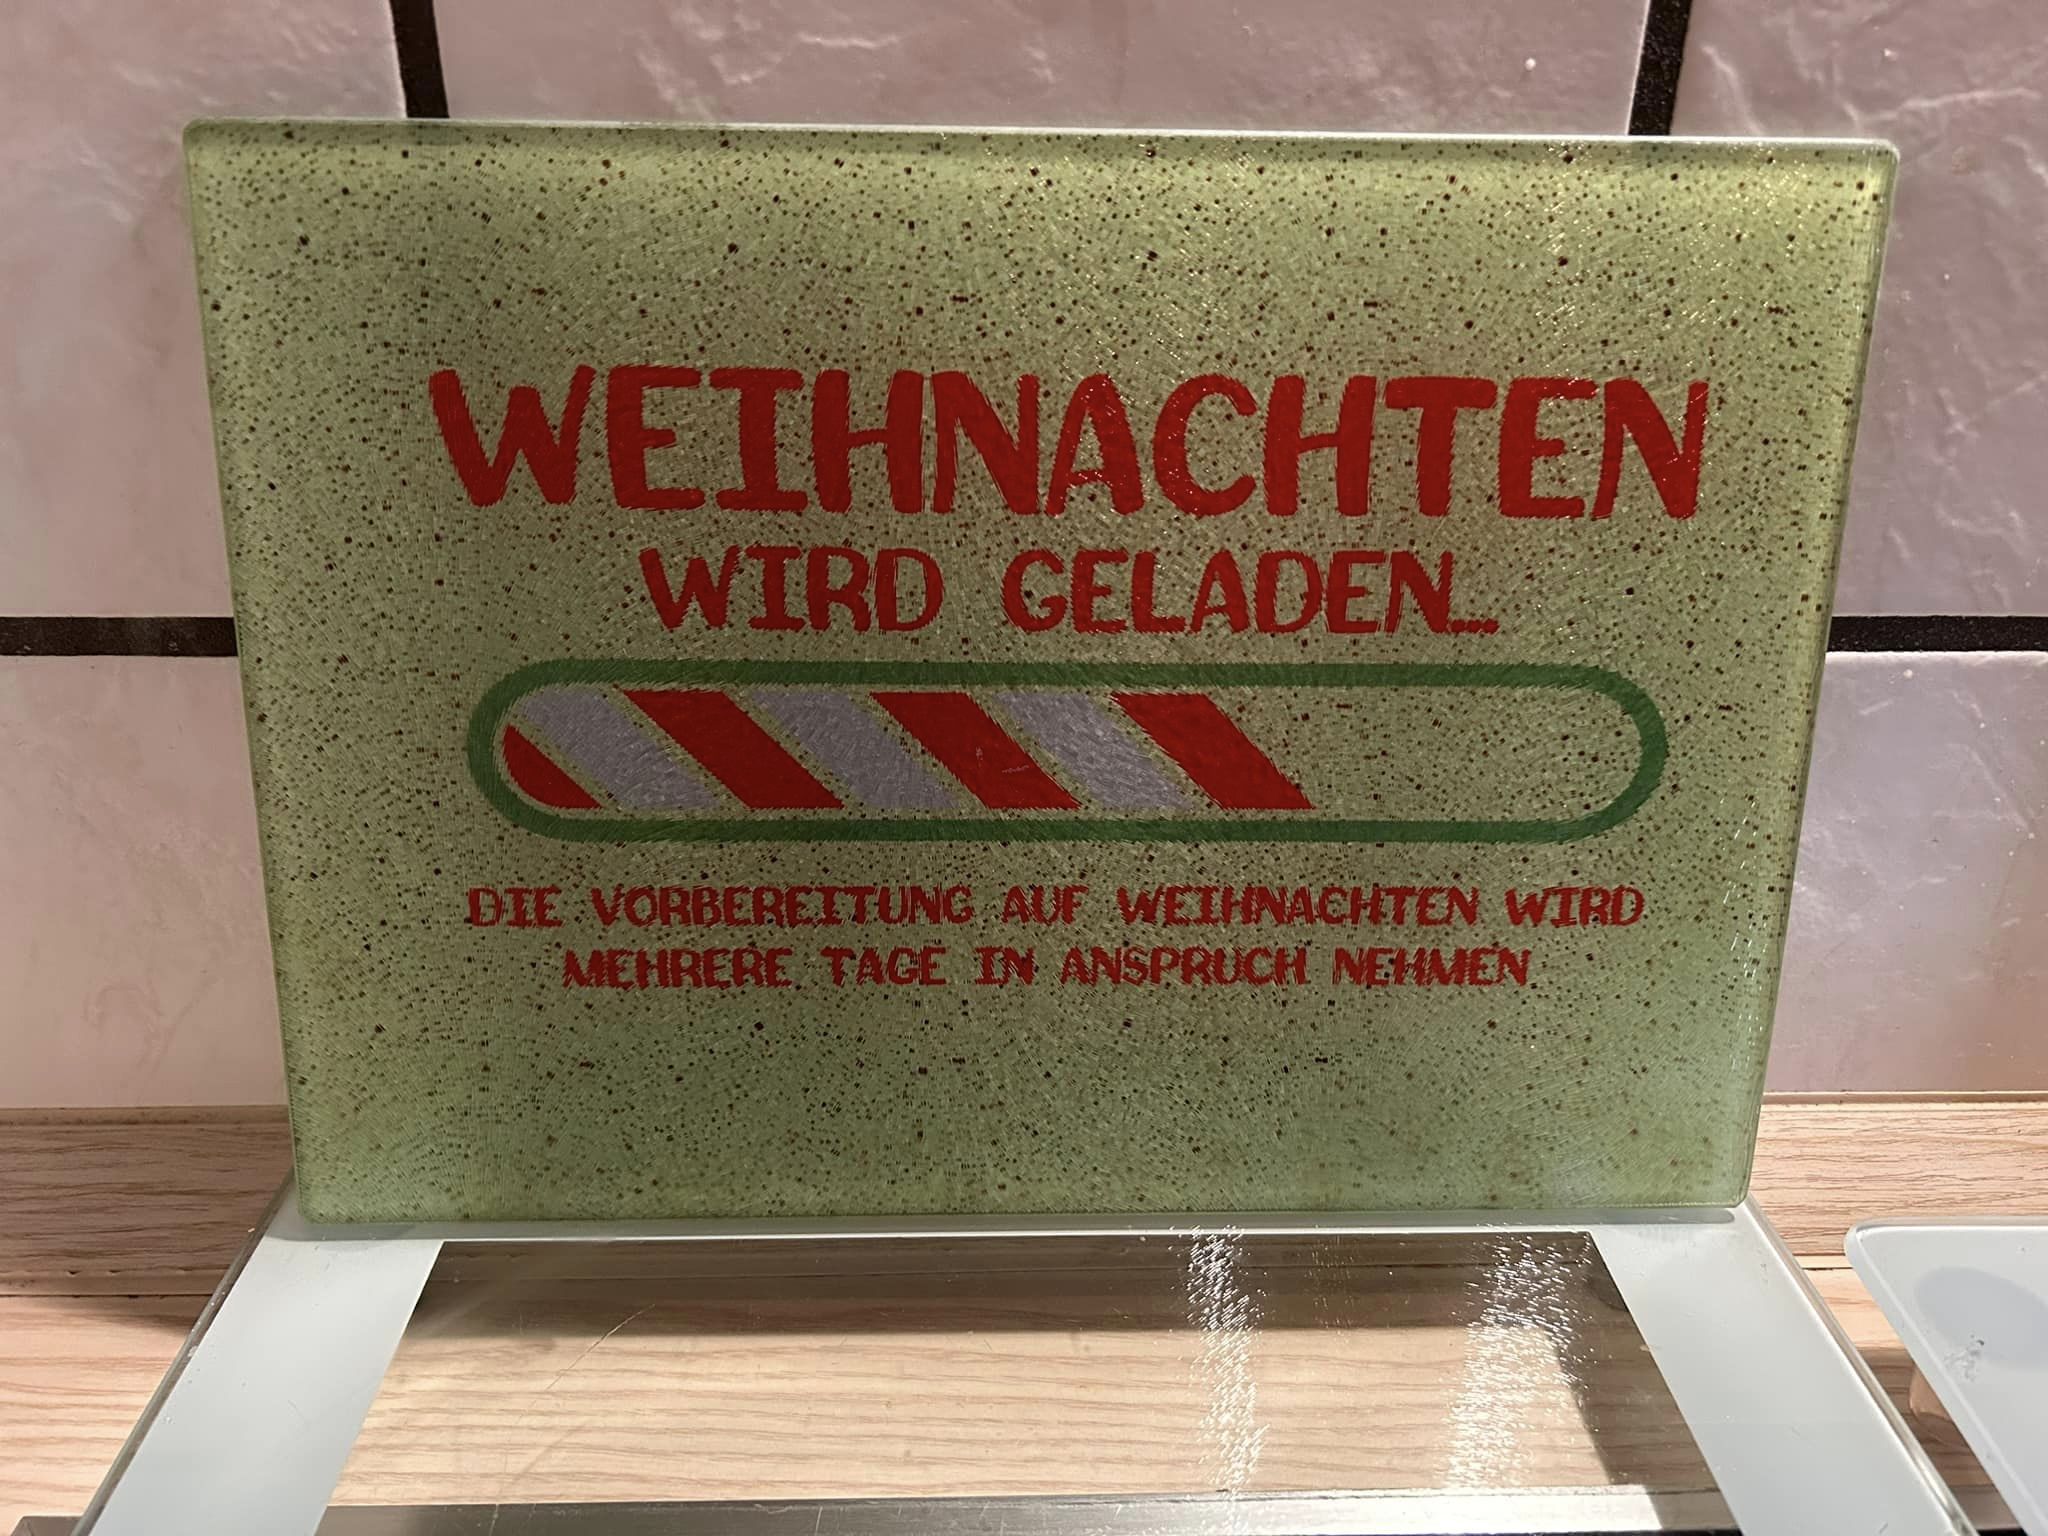 WEIHNACHTEN
WIRD GELADEN...
DIE VORBEREITUNG AUF WEIHNACHTEN WIRD
MEHRERE TAGE IN ANSPRUCH NEHMEN